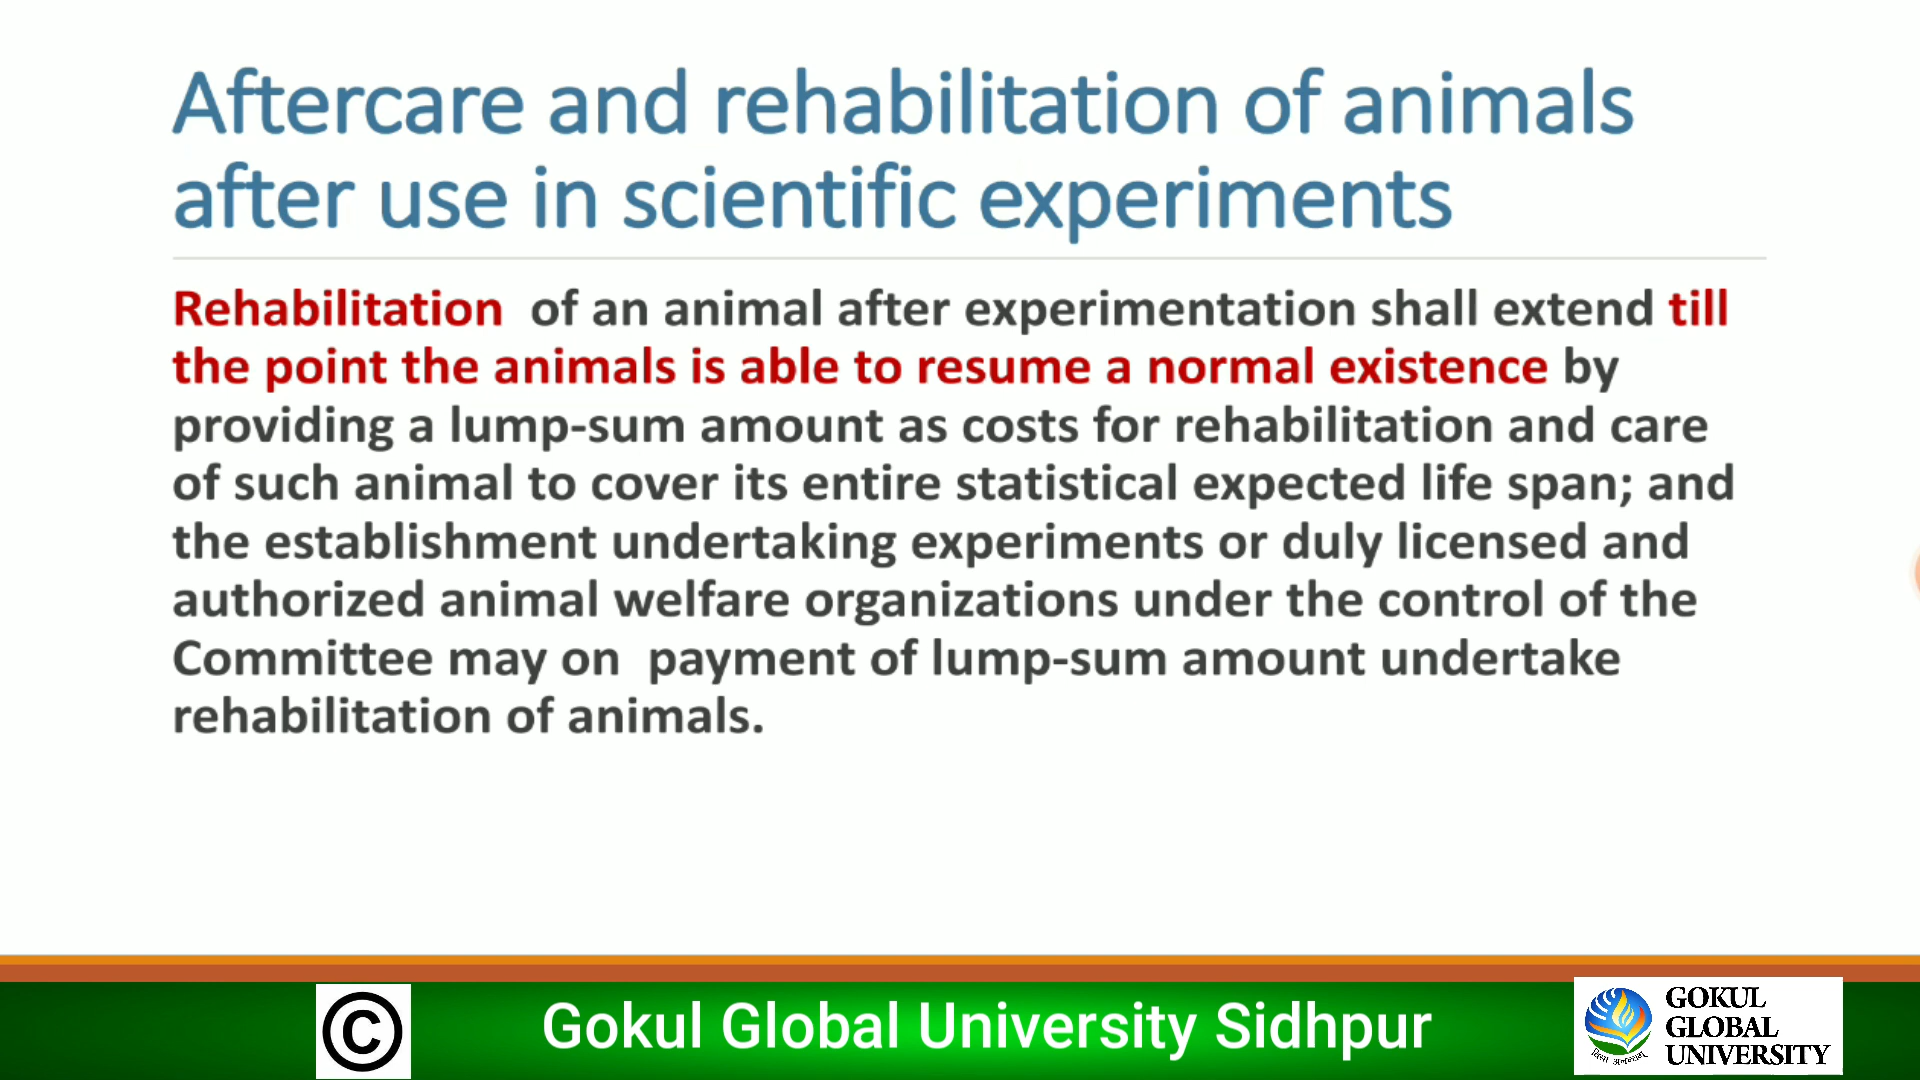 Aftercare and rehabilitation of animals
after use in scientific experiments
Rehabilitation of an animal after experimentation shall extend till
the point the animals is able to resume a normal existence by
providing a lump-sum amount as costs for rehabilitation and care
of such animal to cover its entire statistical expected life span; and
the establishment undertaking experiments or duly licensed and
authorized animal welfare organizations under the control of the
Committee may on payment of lump-sum amount undertake
rehabilitation of animals.
©
Gokul Global University Sidhpur
GOKUL
GLOBAL
UNIVERSITY